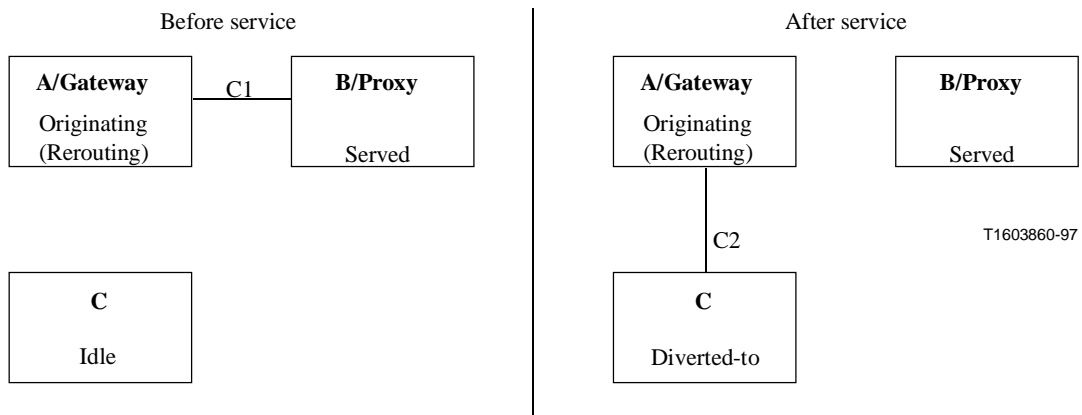 Before service
A/Gateway
Originating
(Rerouting)
C1
B/Proxy
Served
C
Idle
After service
A/Gateway
Originating
(Rerouting)
B/Proxy
Served
C2
T1603860-97
C
Diverted-to